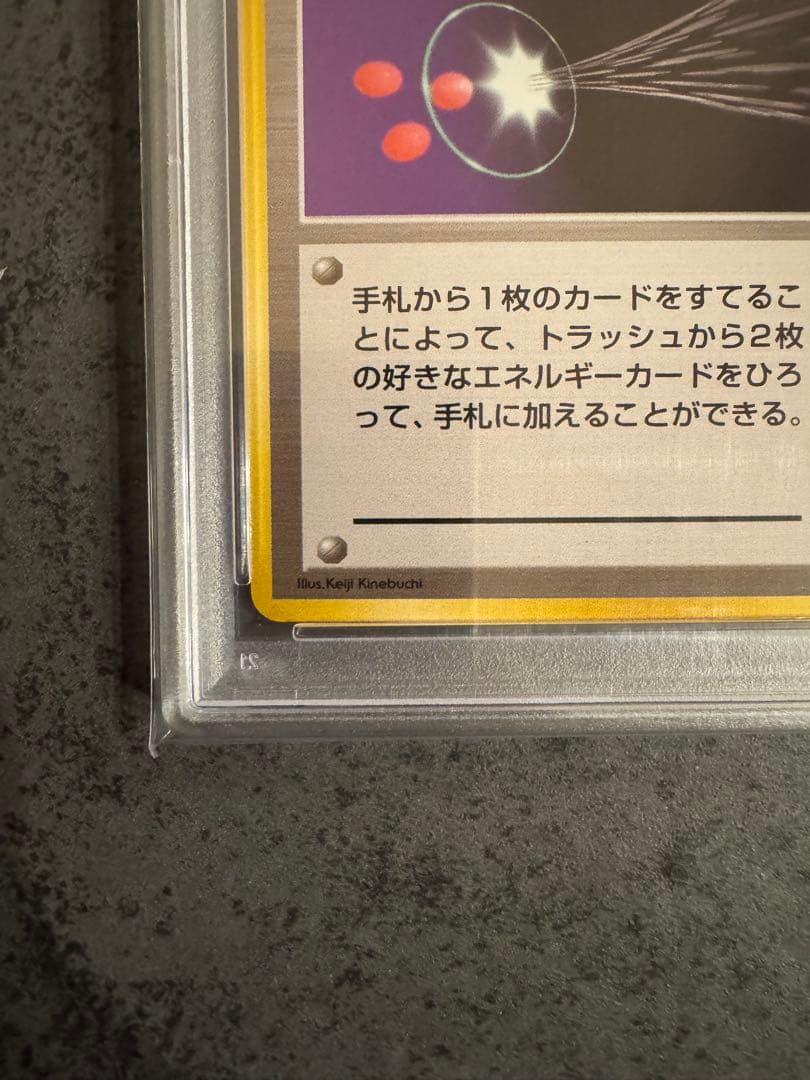 手札から1枚のカードをすてるこ
とによって、トラッシュから2枚
の好きなエネルギーカードをひろ
って、手札に加えることができる。
Illus.Keiji Kinebuchi
21